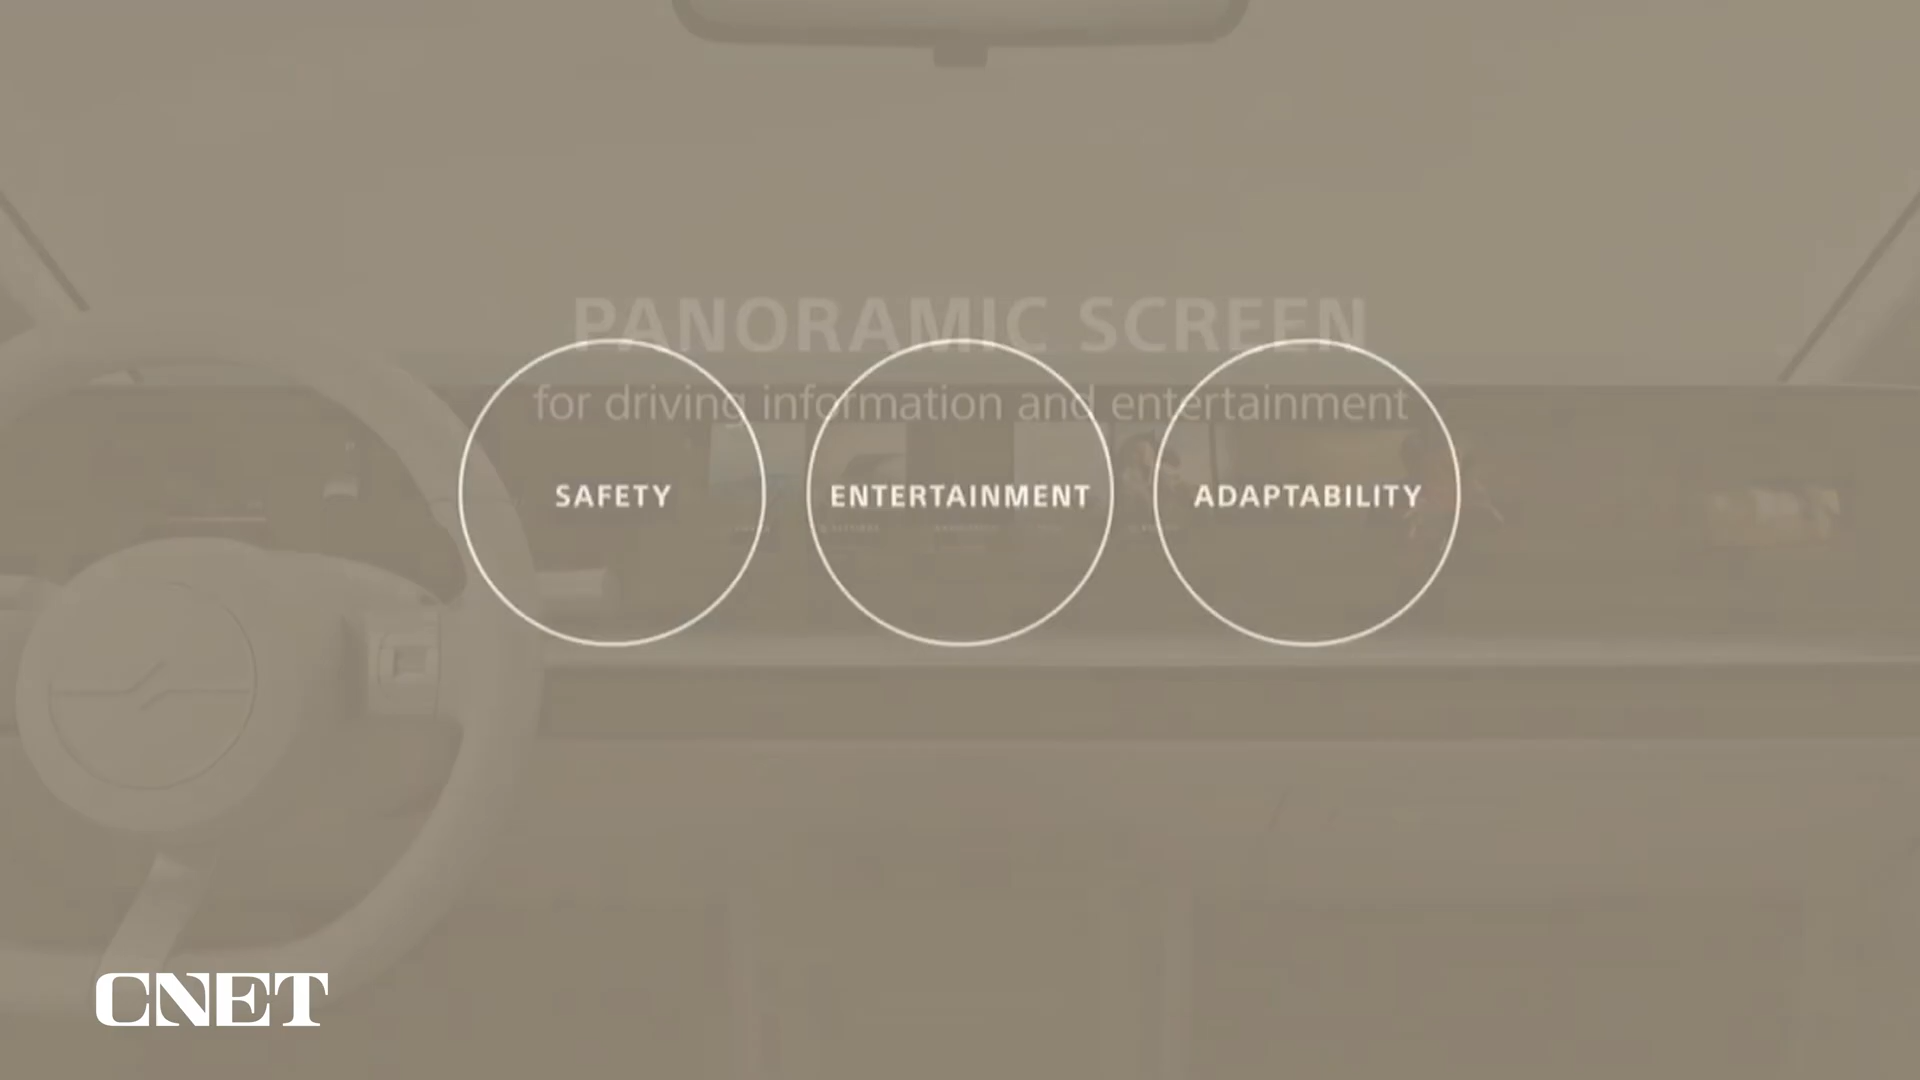 PANORAMIC SCREEN
for driving information and entertainment
SAFETY
ENTERTAINMENT
ADAPTABILITY
CNET